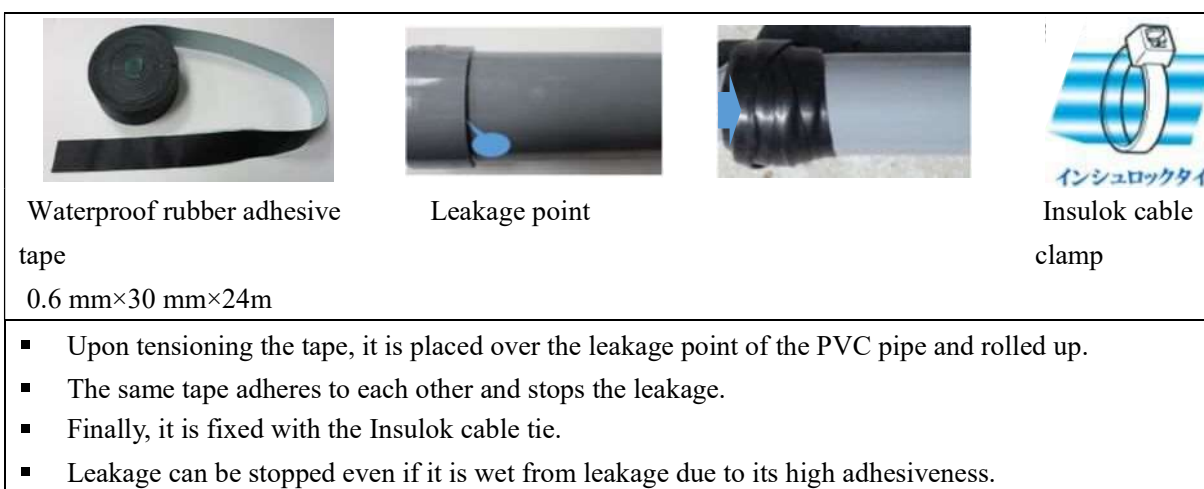 インシュロックタイ
Waterproof rubber adhesive
tape
0.6 mm×30 mm×24m
Leakage point
Insulok cable
clamp
▪ Upon tensioning the tape, it is placed over the leakage point of the PVC pipe and rolled up.
▪ The same tape adheres to each other and stops the leakage.
▪ Finally, it is fixed with the Insulok cable tie.
▪ Leakage can be stopped even if it is wet from leakage due to its high adhesiveness.